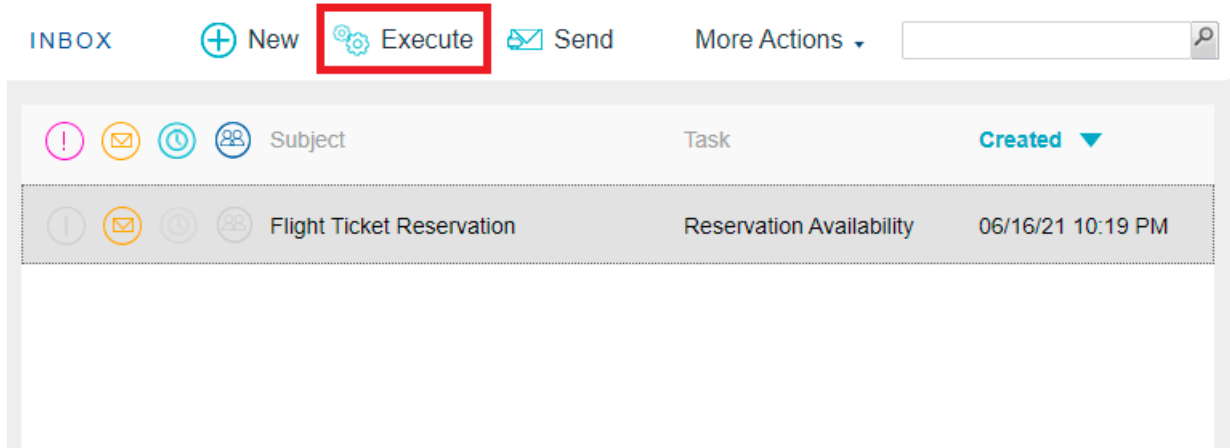 INBOX New Execute Send More Actions
Subject Task Created
Flight Ticket Reservation Reservation Availability 06/16/21 10:19 PM